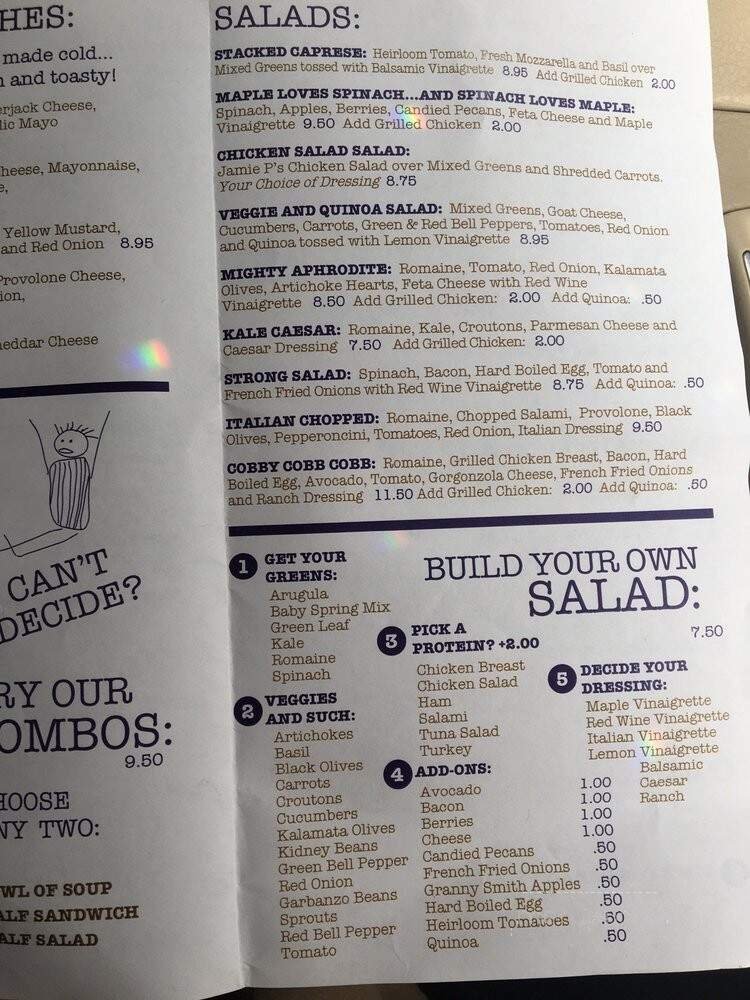 HES:
made cold...
and toasty!
erjack Cheese,
lic Mayo
heese, Mayonnaise,
e,
Yellow Mustard,
and Red Onion 8.95
Provolone Cheese,
ion,
heddar Cheese
CAN'T
DECIDE?
RY OUR
OMBOS:
9.50
HOOSE
NY TWO:
WL OF SOUP
ALF SANDWICH
ALF SALAD
SALADS:
STACKED CAPRESE: Heirloom Tomato, Fresh Mozzarella and Basil over
Mixed Greens tossed with Balsamic Vinaigrette 8.95 Add Grilled Chicken 2.00
MAPLE LOVES SPINACH...AND SPINACH LOVES MAPLE:
Spinach, Apples, Berries, Candied Pecans, Feta Cheese and Maple
Vinaigrette 9.50 Add Grilled Chicken 2.00
CHICKEN SALAD SALAD:
Jamie P's Chicken Salad over Mixed Greens and Shredded Carrots.
Your Choice of Dressing 8.75
VEGGIE AND QUINOA SALAD: Mixed Greens, Goat Cheese,
Cucumbers, Carrots, Green & Red Bell Peppers, Tomatoes, Red Onion
and Quinoa tossed with Lemon Vinaigrette 8.95
MIGHTY APHRODITE: Romaine, Tomato, Red Onion, Kalamata
Olives, Artichoke Hearts, Feta Cheese with Red Wine
Vinaigrette 8.50 Add Grilled Chicken: 2.00 Add Quinoa: .50
KALE CAESAR: Romaine, Kale, Croutons, Parmesan Cheese and
Caesar Dressing 7.50 Add Grilled Chicken: 2.00
STRONG SALAD: Spinach, Bacon, Hard Boiled Egg, Tomato and
French Fried Onions with Red Wine Vinaigrette 8.75 Add Quinoa: .50
ITALIAN CHOPPED: Romaine, Chopped Salami, Provolone, Black
Olives, Pepperoncini, Tomatoes, Red Onion, Italian Dressing 9.50
COBBY COBB COBB: Romaine, Grilled Chicken Breast, Bacon, Hard
Boiled Egg, Avocado, Tomato, Gorgonzola Cheese, French Fried Onions
and Ranch Dressing 11.50 Add Grilled Chicken: 2.00 Add Quinoa: .50
BUILD YOUR OWN
SALAD:
7.50
1 GET YOUR
GREENS:
Arugula
Baby Spring Mix
Green Leaf
Kale
Romaine
Spinach
2 VEGGIES
AND SUCH:
Artichokes
Basil
Black Olives
Carrots
Croutons
Cucumbers
Kalamata Olives
Kidney Beans
Green Bell Pepper
Red Onion
Garbanzo Beans
Sprouts
Red Bell Pepper
Tomato
3 PICK A
PROTEIN? +2.00
Chicken Breast
Chicken Salad
Ham
Salami
Tuna Salad
Turkey
4 ADD-ONS:
Avocado 1.00
Bacon 1.00
Berries 1.00
Cheese 1.00
Candied Pecans .50
French Fried Onions .50
Granny Smith Apples .50
Hard Boiled Egg .50
Heirloom Tomatoes .50
Quinoa .50
5 DECIDE YOUR
DRESSING:
Maple Vinaigrette
Red Wine Vinaigrette
Italian Vinaigrette
Lemon Vinaigrette
Balsamic
Caesar
Ranch